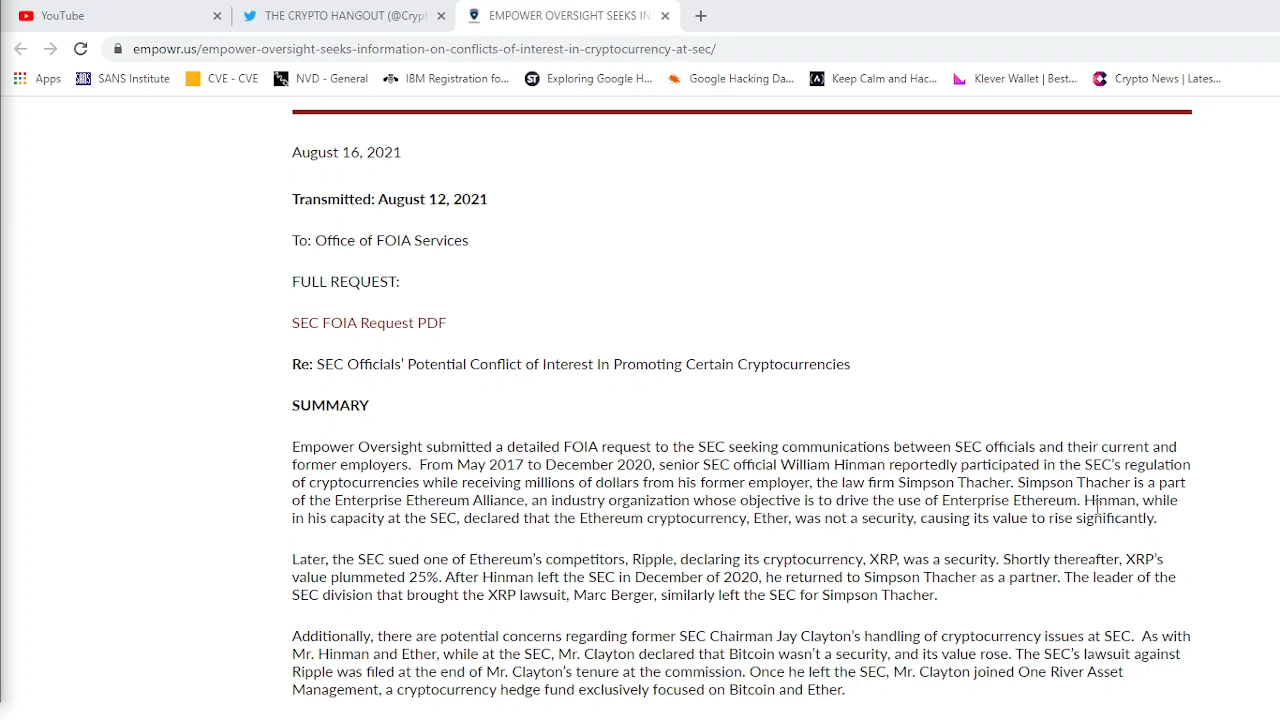 YouTube
THE CRYPTO HANGOUT (@Crypt
EMPOWER OVERSIGHT SEEKS IN
empowr.us/empower-oversight-seeks-information-on-conflicts-of-interest-in-cryptocurrency-at-sec/
Apps SANS Institute CVE - CVE NVD - General IBM Registration fo... Exploring Google H... Google Hacking Da... Keep Calm and Hac... Klever Wallet | Best... Crypto News | Lates...
August 16, 2021
Transmitted: August 12, 2021
To: Office of FOIA Services
FULL REQUEST:
SEC FOIA Request PDF
Re: SEC Officials' Potential Conflict of Interest In Promoting Certain Cryptocurrencies
SUMMARY
Empower Oversight submitted a detailed FOIA request to the SEC seeking communications between SEC officials and their current and
former employers. From May 2017 to December 2020, senior SEC official William Hinman reportedly participated in the SEC's regulation
of cryptocurrencies while receiving millions of dollars from his former employer, the law firm Simpson Thacher. Simpson Thacher is a part
of the Enterprise Ethereum Alliance, an industry organization whose objective is to drive the use of Enterprise Ethereum. Hinman, while
in his capacity at the SEC, declared that the Ethereum cryptocurrency, Ether, was not a security, causing its value to rise significantly.
Later, the SEC sued one of Ethereum's competitors, Ripple, declaring its cryptocurrency, XRP, was a security. Shortly thereafter, XRP's
value plummeted 25%. After Hinman left the SEC in December of 2020, he returned to Simpson Thacher as a partner. The leader of the
SEC division that brought the XRP lawsuit, Marc Berger, similarly left the SEC for Simpson Thacher.
Additionally, there are potential concerns regarding former SEC Chairman Jay Clayton's handling of cryptocurrency issues at SEC. As with
Mr. Hinman and Ether, while at the SEC, Mr. Clayton declared that Bitcoin wasn't a security, and its value rose. The SEC's lawsuit against
Ripple was filed at the end of Mr. Clayton's tenure at the commission. Once he left the SEC, Mr. Clayton joined One River Asset
Management, a cryptocurrency hedge fund exclusively focused on Bitcoin and Ether.